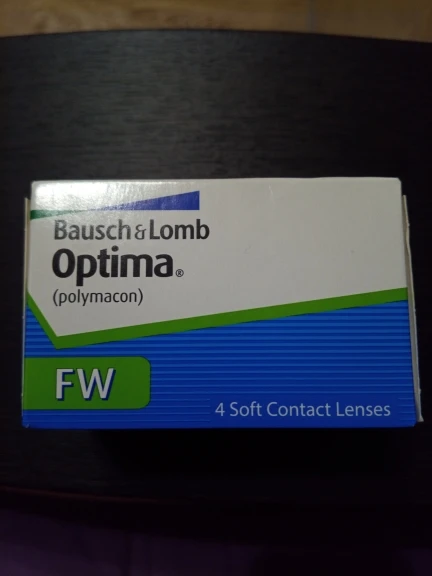 Bausch & Lomb
Optima®
(polymacon)
FW
4 Soft Contact Lenses